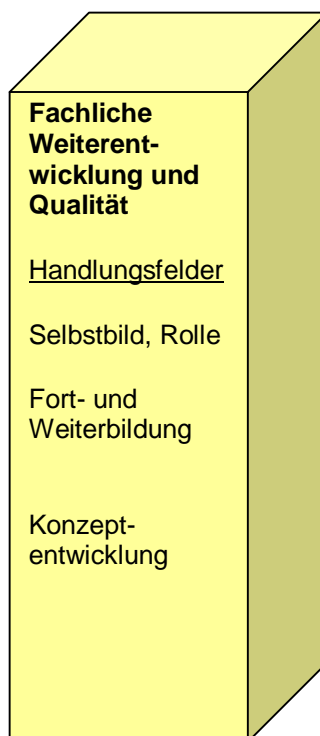 Fachliche
Weiterent-
wicklung und
Qualität
Handlungsfelder
Selbstbild, Rolle
Fort- und
Weiterbildung
Konzept-
entwicklung